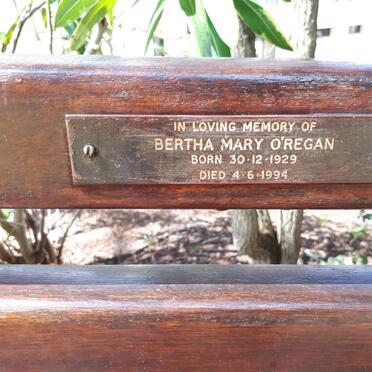 IN LOVING MEMORY OF
BERTHA MARY O'REGAN
BORN 30·12·1929
DIED 4·6·1994